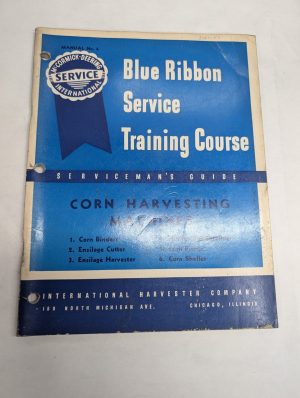 MANUAL No. 4
McCORMICK-DEERING
SERVICE
INTERNATIONAL
Blue Ribbon
Service
Training Course
SERVICEMAN'S GUIDE
CORN HARVESTING
1. Corn Binders
2. Ensilage Cutter
3. Ensilage Harvester
6. Corn Sheller
INTERNATIONAL HARVESTER COMPANY
180 NORTH MICHIGAN AVE. CHICAGO, ILLINOIS